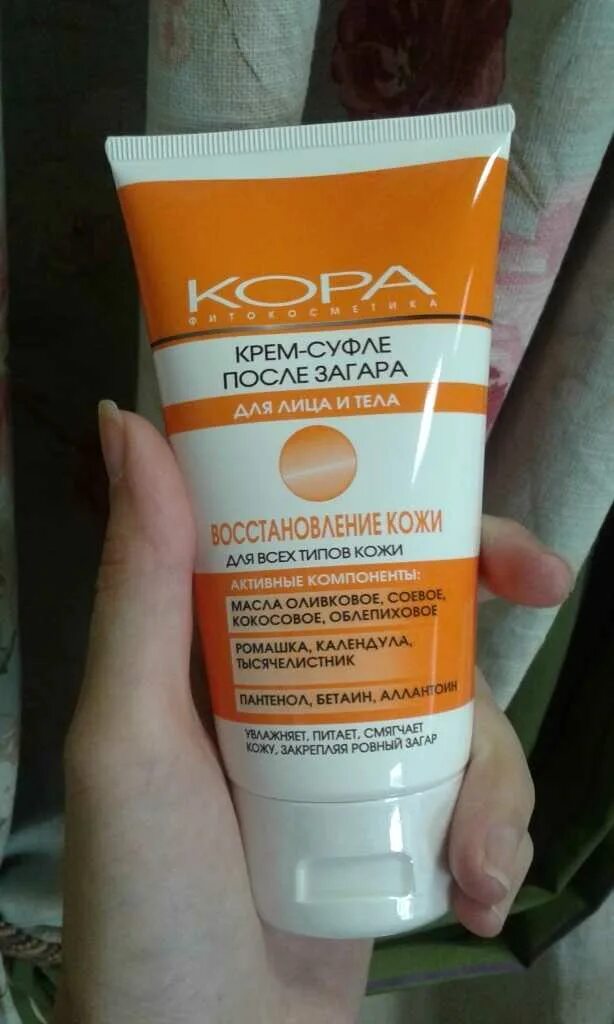 КОРА
ФИТОКОСМЕТИКА
КРЕМ-СУФЛЕ
ПОСЛЕ ЗАГАРА
ДЛЯ ЛИЦА И ТЕЛА
ВОССТАНОВЛЕНИЕ КОЖИ
ДЛЯ ВСЕХ ТИПОВ КОЖИ
АКТИВНЫЕ КОМПОНЕНТЫ:
МАСЛА ОЛИВКОВОЕ, СОЕВОЕ,
КОКОСОВОЕ, ОБЛЕПИХОВОЕ
РОМАШКА, КАЛЕНДУЛА,
ТЫСЯЧЕЛИСТНИК
ПАНТЕНОЛ, БЕТАИН, АЛЛАНТОИН
УВЛАЖНЯЕТ, ПИТАЕТ, СМЯГЧАЕТ
КОЖУ, ЗАКРЕПЛЯЯ РОВНЫЙ ЗАГАР